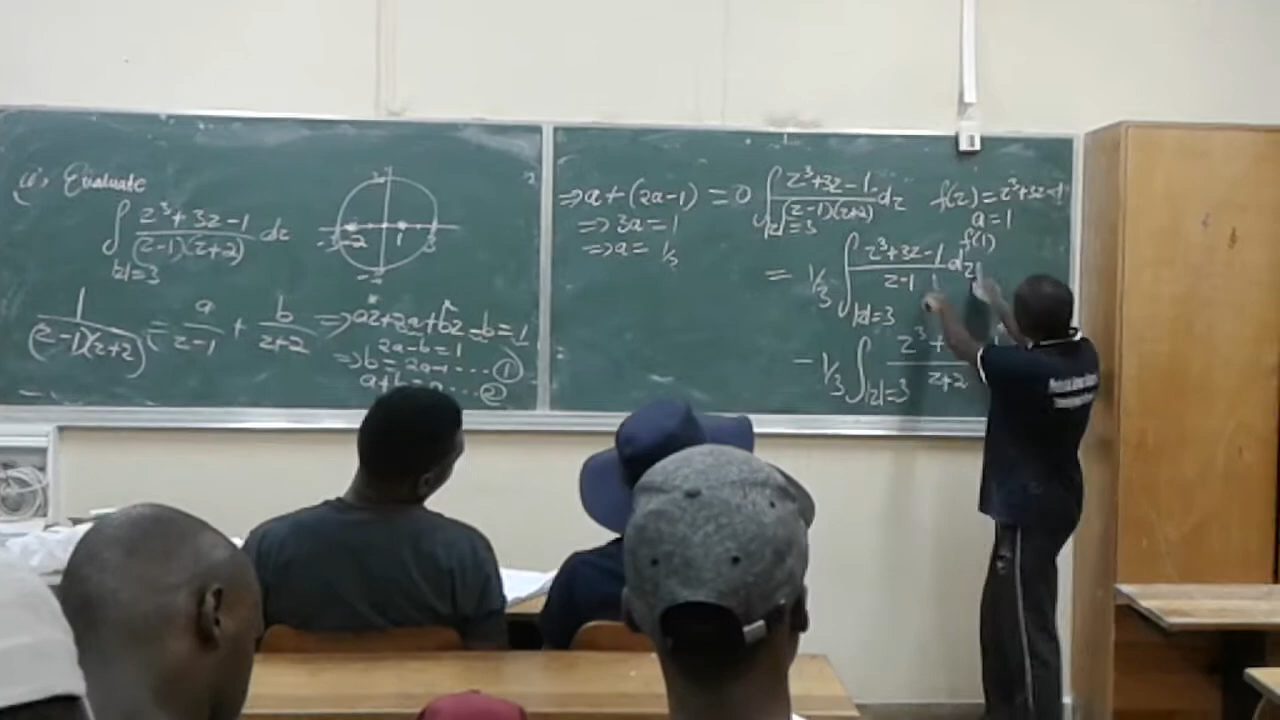 (ii), Evaluate
∫ z³+3z-1 / (z-1)(z+2) dz
|z|=3
-3 -2 1 3
1/(z-1)(z+2) = a/z-1 + b/z+2 ⇒ az+2a+bz-b=1
2a-b=1
⇒b=2a-1 ....①
....②
⇒a+(2a-1)=0
⇒3a=1
⇒a=1/3
∫ z³+3z-1 / (z-1)(z+2) dz
|z|=3
f(z)=z³+3z-1
a=1
f(1)
= 1/3 ∫ z³+3z-1 / z-1 dz
|z|=3
-1/3 ∫ z³+ / z+2
|z|=3